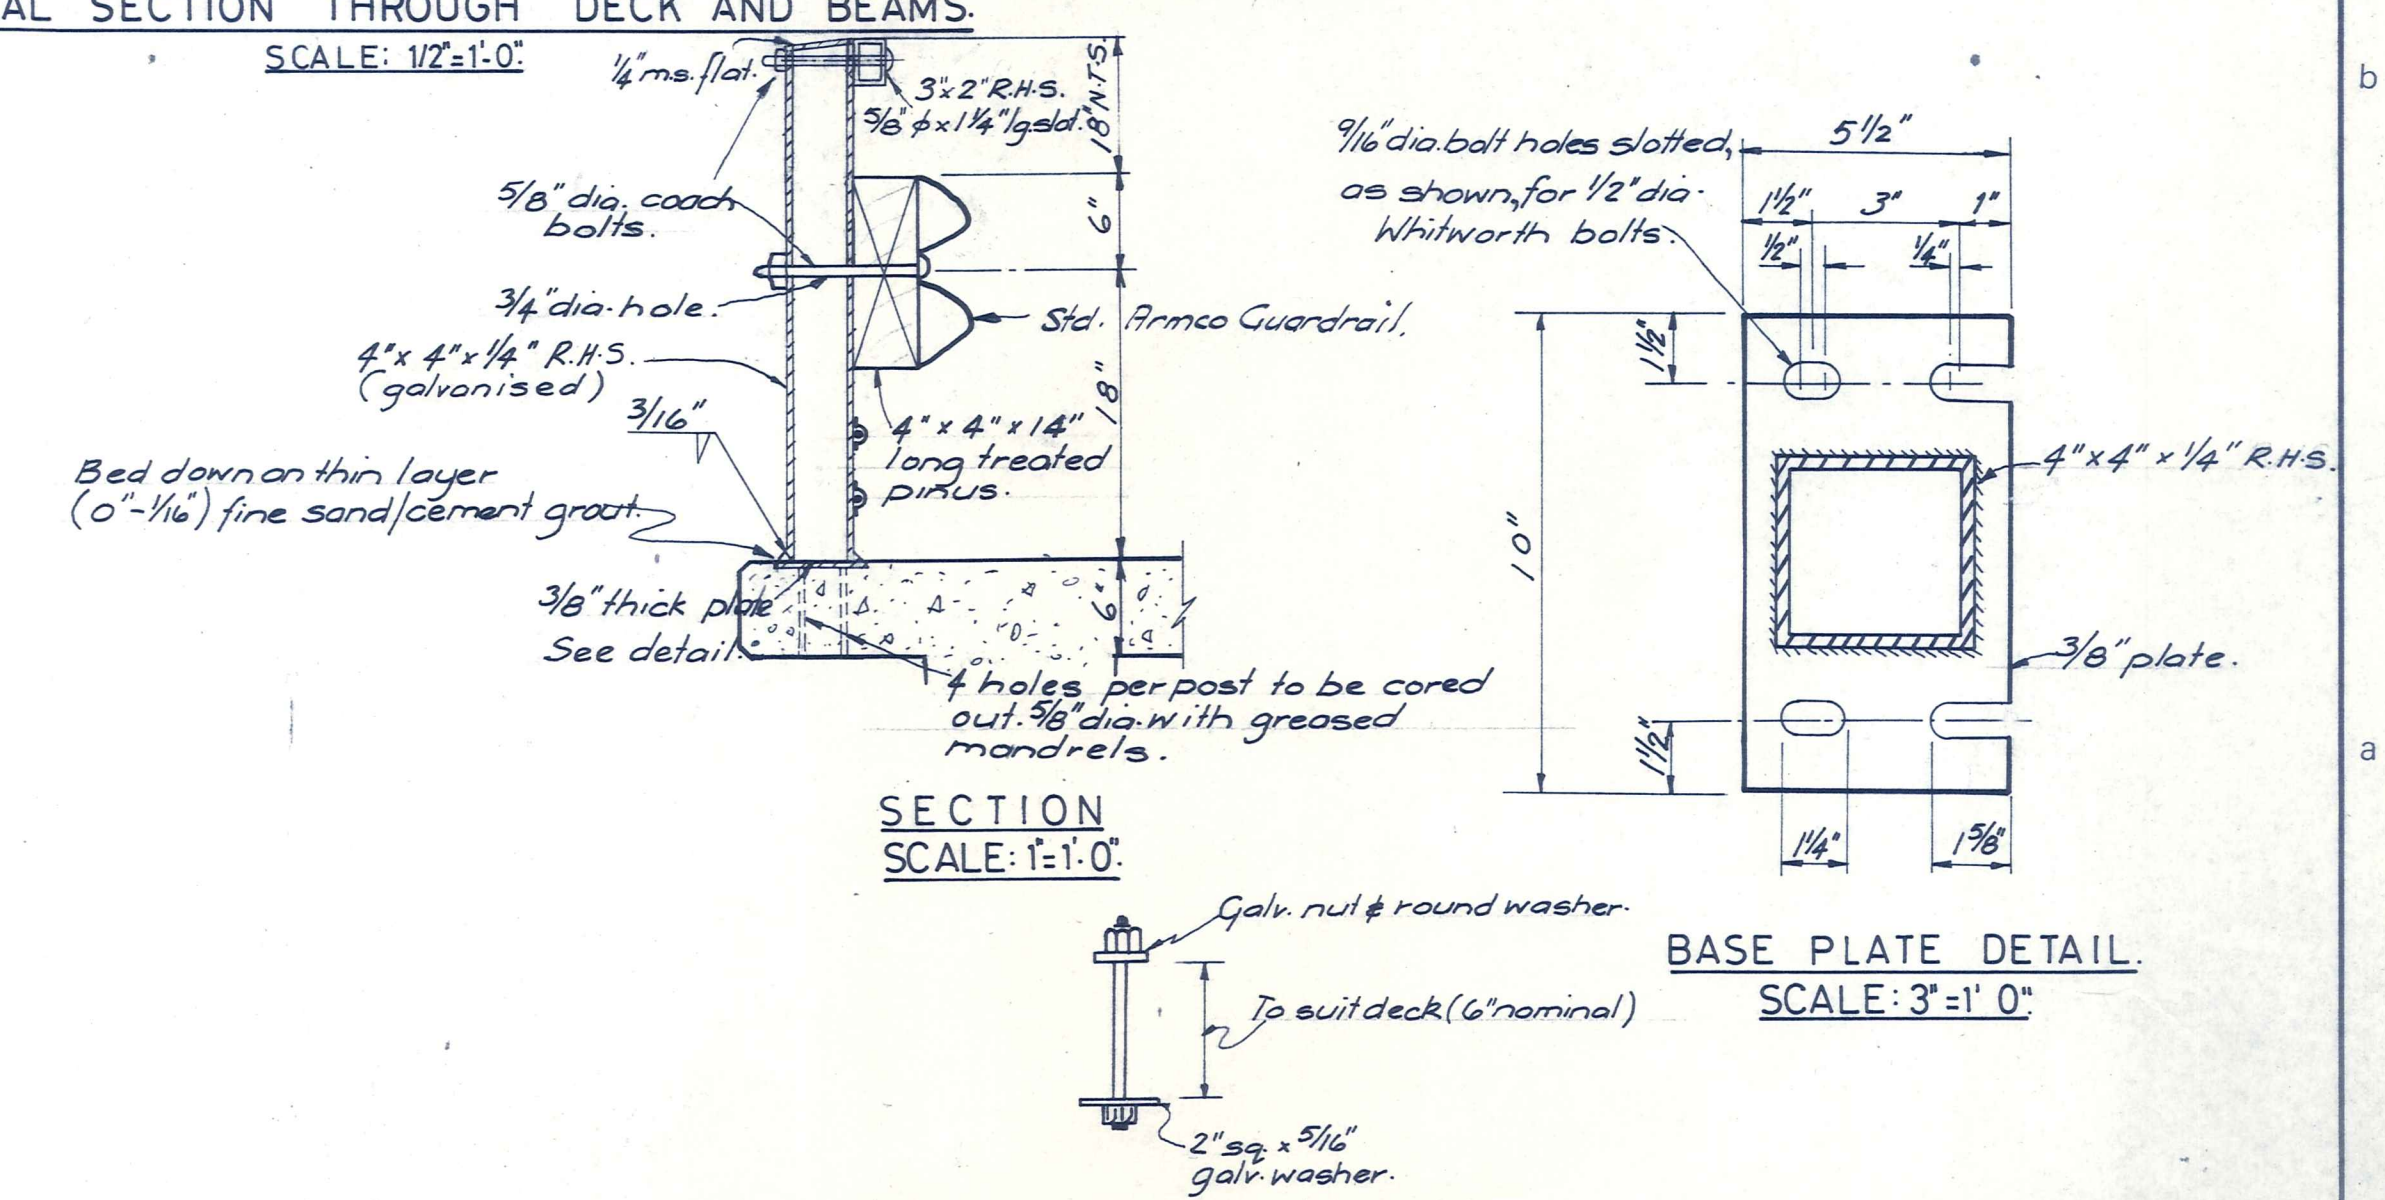 AL SECTION THROUGH DECK AND BEAMS.
SCALE: 1/2"=1'-0".
1/4" m.s. flat.
3"x2" R.H.S.
5/8" φ x 1 1/4" lg. slot.
18" N.T.S.
5/8" dia. coach
bolts.
6"
3/4" dia. hole.
Std. Armco Guardrail.
4"x 4"x 1/4" R.H.S.
(galvanised)
3/16"
18"
4" x 4" x 14"
long treated
pinus.
Bed down on thin layer
(0"-1/16") fine sand/cement grout.
3/8" thick plate
See detail.
6"
4 holes per post to be cored
out. 5/8" dia. with greased
mandrels.
SECTION
SCALE: 1"=1'-0".
9/16" dia. bolt holes slotted,
as shown, for 1/2" dia.
Whitworth bolts.
5 1/2"
1 1/2" 3" 1"
1/2" 1/4"
1 1/2"
10"
4"x4" x 1/4" R.H.S.
3/8" plate.
1 1/2"
1 1/4" 1 5/8"
BASE PLATE DETAIL.
SCALE: 3"=1' 0".
Galv. nut & round washer.
To suit deck (6" nominal)
2" sq. x 5/16"
galv. washer.
b
a